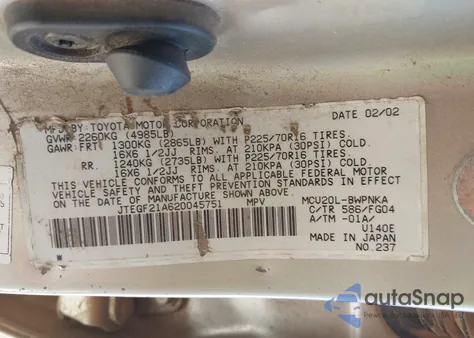 MFD BY: TOYOTA MOTOR CORPORATION DATE 02/02
GVWR 2260KG (4985LB)
GAWR: FRT 1300KG (2865LB) WITH P225/70R16 TIRES.
16X6 1/2JJ RIMS. AT 210KPA (30PSI) COLD.
RR. 1240KG (2735LB) WITH P225/70R16 TIRES.
16X6 1/2JJ RIMS. AT 210KPA (30PSI) COLD.
THIS VEHICLE CONFORMS TO ALL APPLICABLE FEDERAL MOTOR
VEHICLE SAFETY AND THEFT PREVENTION STANDARDS IN EFFECT
ON THE DATE OF MANUFACTURE SHOWN ABOVE.
JTEGF21A620045751 MPV MCU20L-BWPNKA
C/TR 586/FG04
A/TM -01A/
U140E
MADE IN JAPAN
NO.237
autoSnap